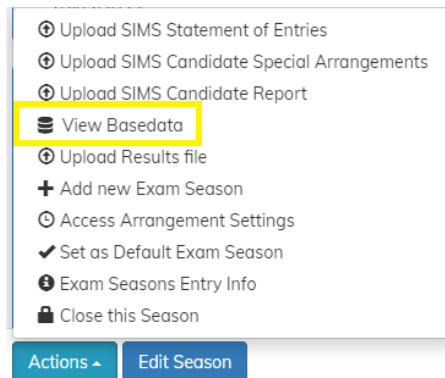 Upload SIMS Statement of Entries
Upload SIMS Candidate Special Arrangements
Upload SIMS Candidate Report
View Basedata
Upload Results file
Add new Exam Season
Access Arrangement Settings
Set as Default Exam Season
Exam Seasons Entry Info
Close this Season
Actions Edit Season